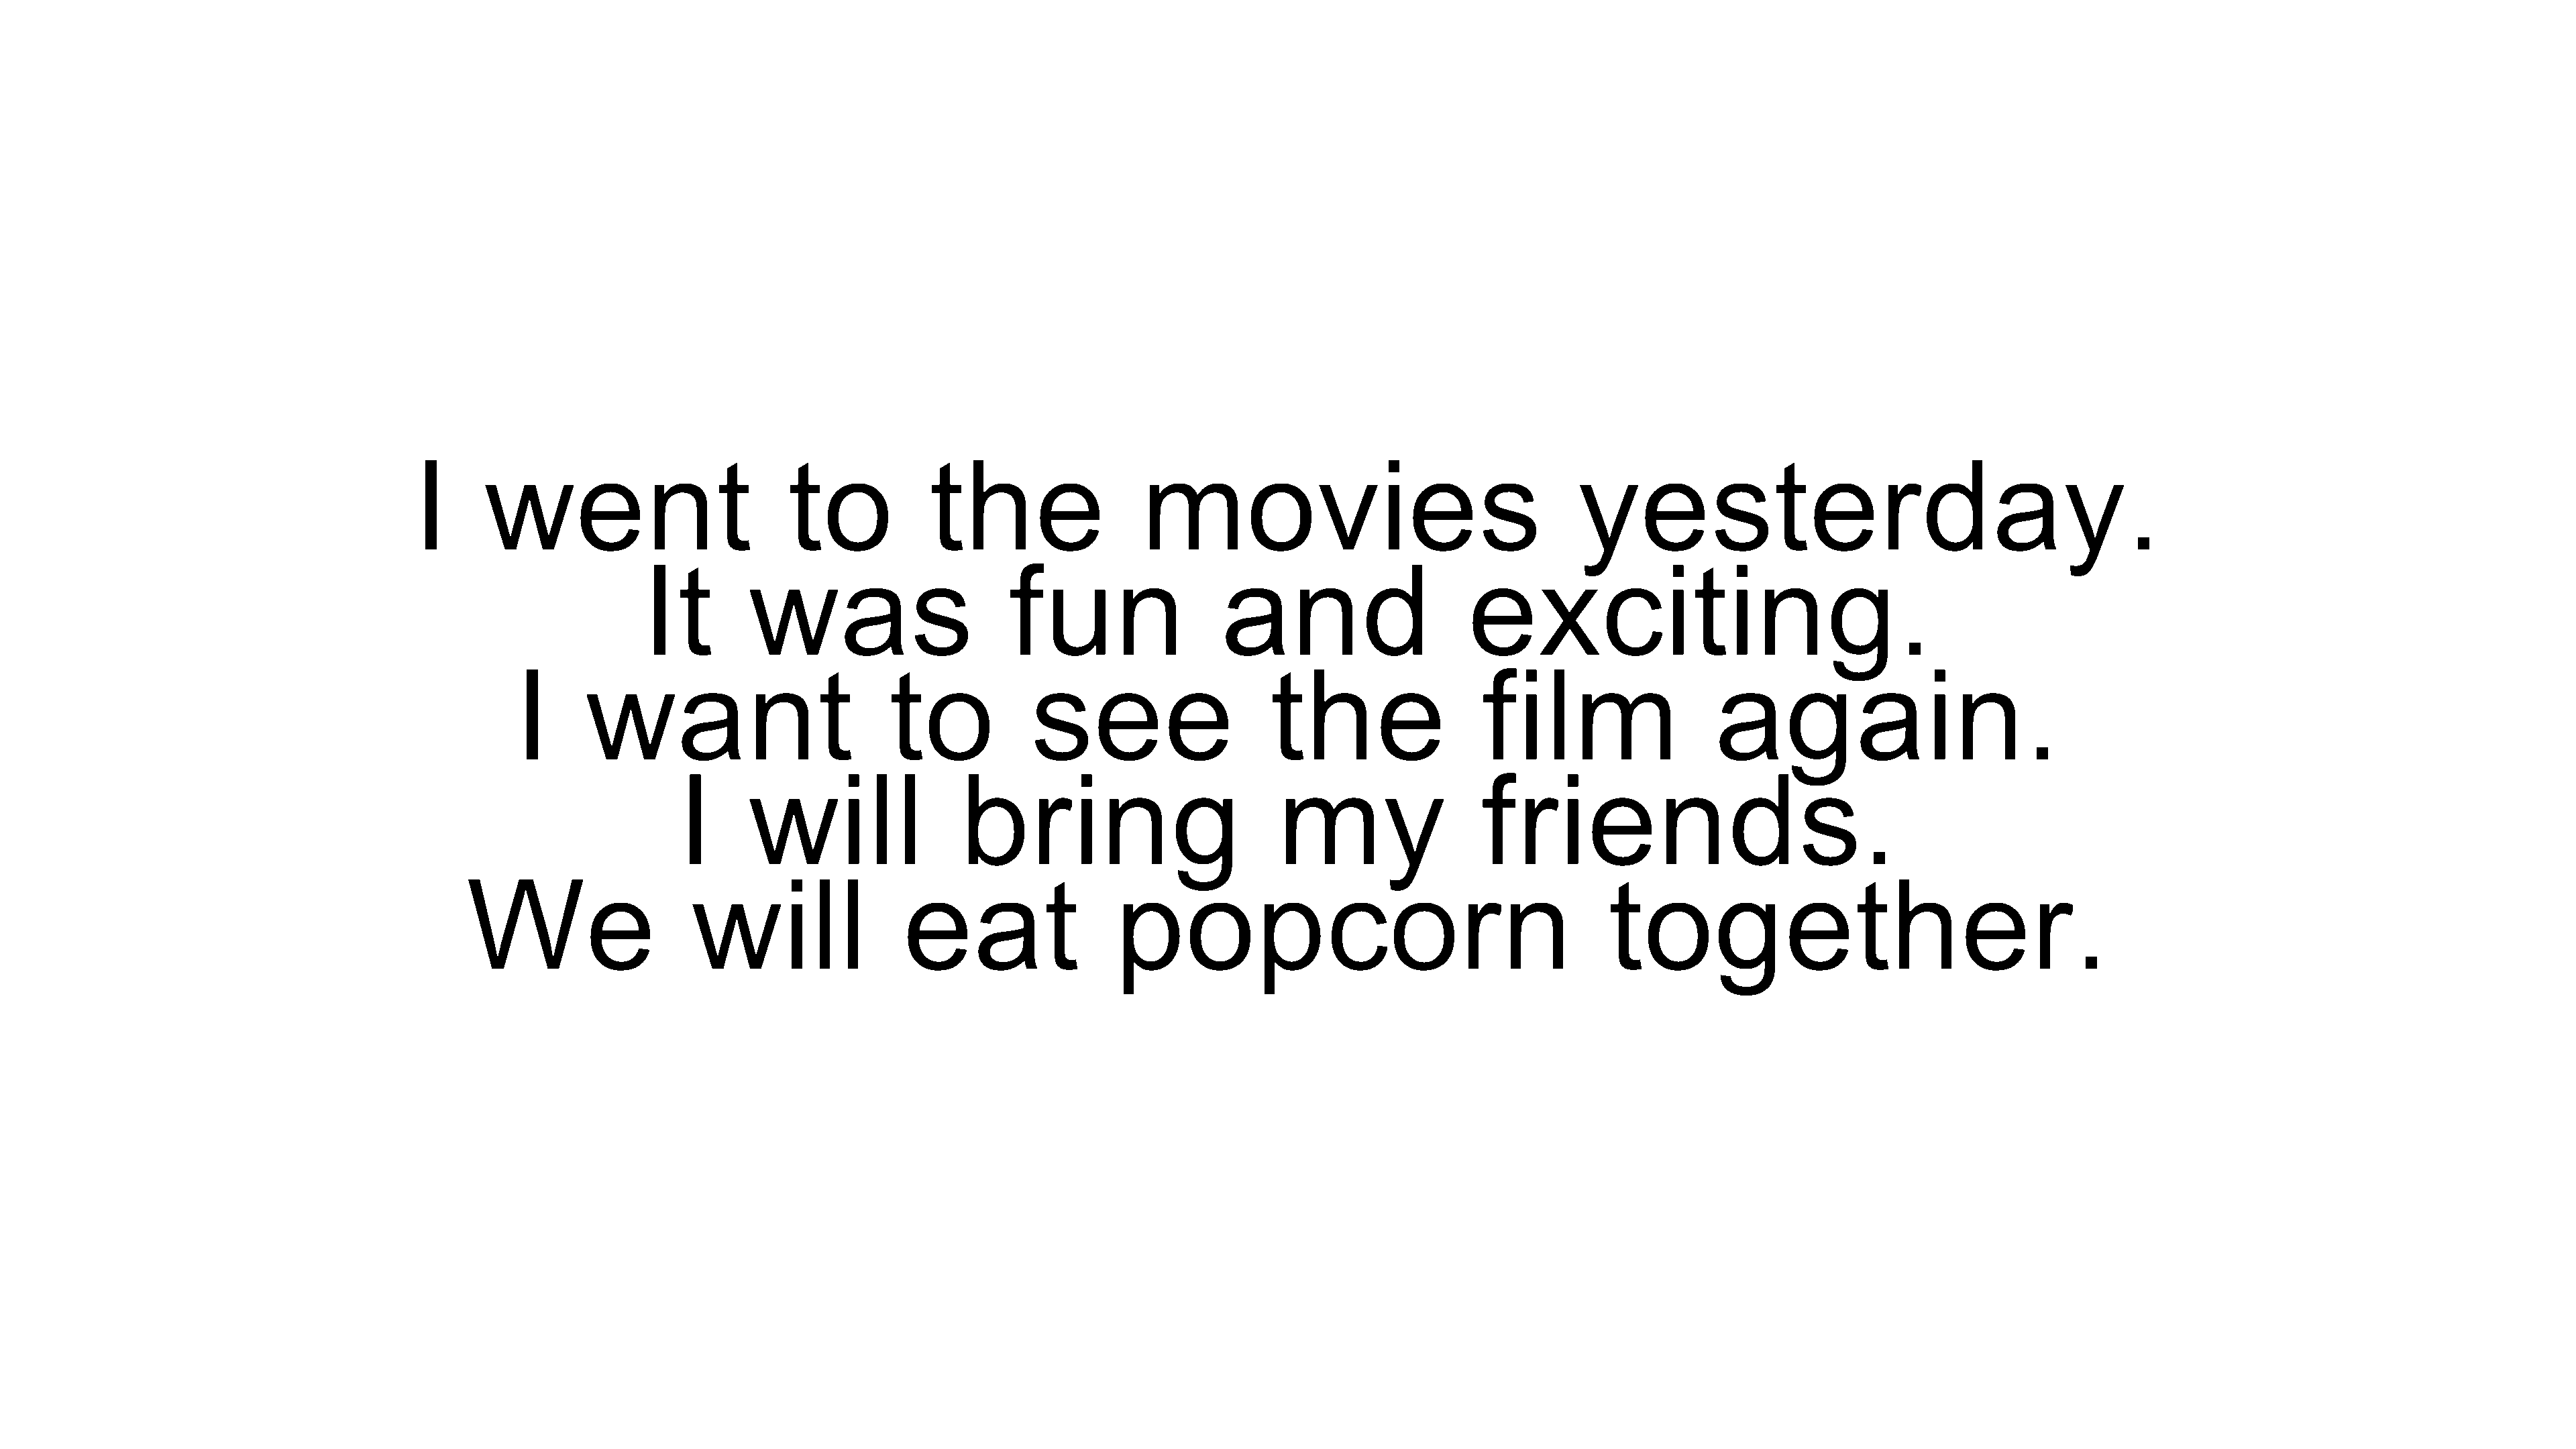 I went to the movies yesterday.
It was fun and exciting.
I want to see the film again.
I will bring my friends.
We will eat popcorn together.